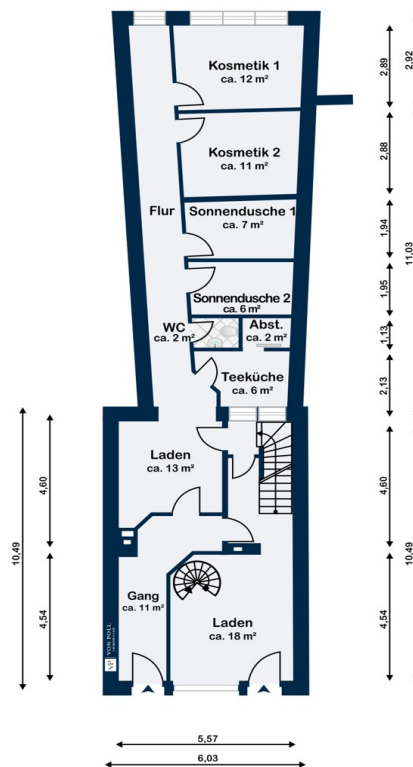 Kosmetik 1
ca. 12 m²
Kosmetik 2
ca. 11 m²
Flur
Sonnendusche 1
ca. 7 m²
Sonnendusche 2
ca. 6 m²
WC
ca. 2 m²
Abst.
ca. 2 m²
Teeküche
ca. 6 m²
Laden
ca. 13 m²
Gang
ca. 11 m²
Laden
ca. 18 m²
VP VON POLL
IMMOBILIEN
2,89
2,92
2,88
1,94
11,03
1,95
1,13
2,13
4,60
10,49
4,54
4,60
10,49
4,54
5,57
6,03